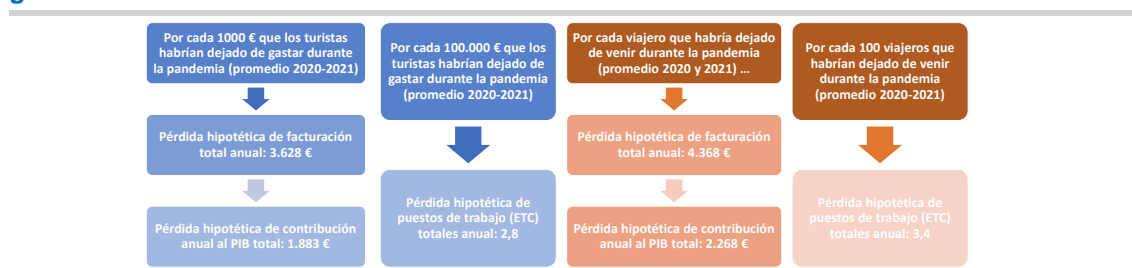 Por cada 1000 € que los turistas
habrían dejado de gastar durante
la pandemia (promedio 2020-2021)
Pérdida hipotética de facturación
total anual: 3.628 €
Pérdida hipotética de contribución
anual al PIB total: 1.883 €
Por cada 100.000 € que los
turistas habrían dejado de
gastar durante la pandemia
(promedio 2020-2021)
Pérdida hipotética de
puestos de trabajo (ETC)
totales anual: 2,8
Por cada viajero que habría dejado
de venir durante la pandemia
(promedio 2020 y 2021) ...
Pérdida hipotética de facturación
total anual: 4.368 €
Pérdida hipotética de contribución
anual al PIB total: 2.268 €
Por cada 100 viajeros que
habrían dejado de venir
durante la pandemia
(promedio 2020-2021)
Pérdida hipotética de
puestos de trabajo (ETC)
totales anual: 3,4